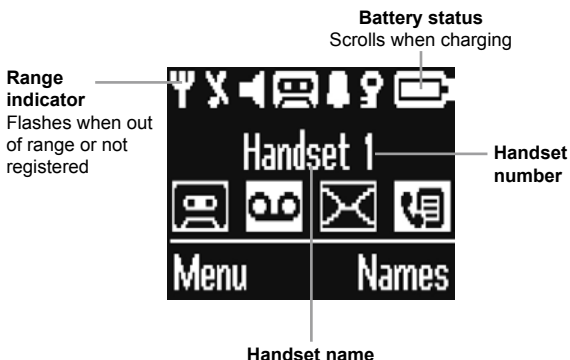 Battery status
Scrolls when charging
Range
indicator
Flashes when out
of range or not
registered
Handset 1
Handset
number
Menu Names
Handset name